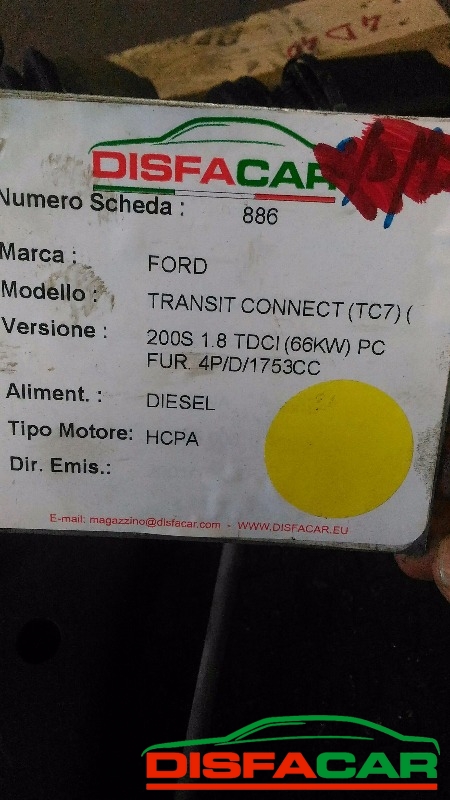 DISFACAR
Numero Scheda : 886
Marca : FORD
Modello : TRANSIT CONNECT (TC7) (
Versione : 200S 1.8 TDCI (66KW) PC
FUR. 4P/D/1753CC
Aliment. : DIESEL
Tipo Motore: HCPA
Dir. Emis.:
E-mail: magazzino@disfacar.com - WWW.DISFACAR.EU
DISFACAR